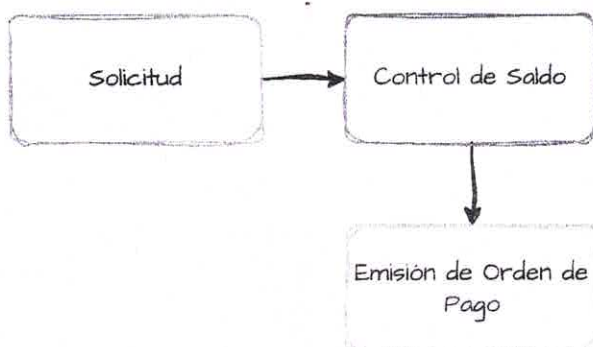 Solicitud
Control de Saldo
Emisión de Orden de
Pago